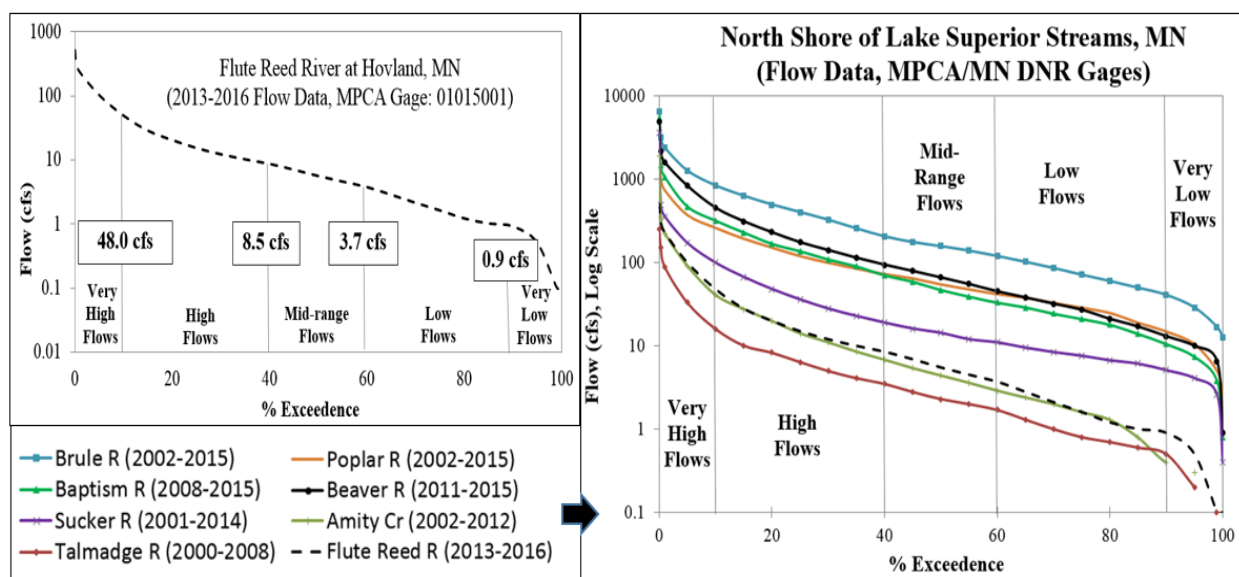 Flute Reed River at Hovland, MN
(2013-2016 Flow Data, MPCA Gage: 01015001)
Flow (cfs)
1000
100
10
1
0.1
0.01
48.0 cfs
8.5 cfs
3.7 cfs
0.9 cfs
Very
High
Flows
High
Flows
Mid-range
Flows
Low
Flows
Very
Low
Flows
0 20 40 60 80 100
% Exceedence
Brule R (2002-2015)
Poplar R (2002-2015)
Baptism R (2008-2015)
Beaver R (2011-2015)
Sucker R (2001-2014)
Amity Cr (2002-2012)
Talmadge R (2000-2008)
Flute Reed R (2013-2016)
North Shore of Lake Superior Streams, MN
(Flow Data, MPCA/MN DNR Gages)
Flow (cfs), Log Scale
10000
1000
100
10
1
0.1
Mid-
Range
Flows
Low
Flows
Very
Low
Flows
Very
High
Flows
High
Flows
0 20 40 60 80 100
% Exceedence